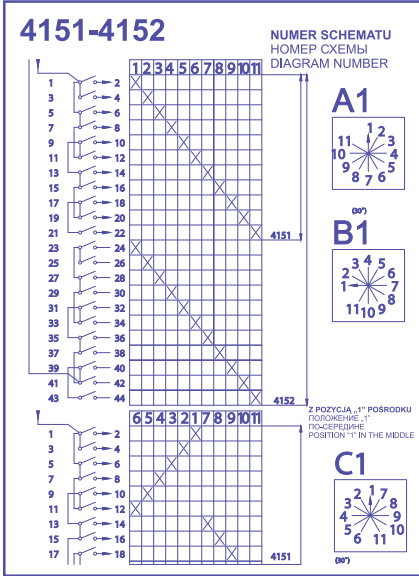 4151-4152
NUMER SCHEMATU
НОМЕР СХЕМЫ
DIAGRAM NUMBER
1 2 3 4 5 6 7 8 9 10 11
1 2
3 4
5 6
7 8
9 10
11 12
13 14
15 16
17 18
19 20
21 22
4151
23 24
25 26
27 28
29 30
31 32
33 34
35 36
37 38
39 40
41 42
43 44
4152
A1
1 2 3 4 5 6 7 8 9 10 11
(30°)
B1
1 2 3 4 5 6 7 8 9 10 11
Z POZYCJĄ „1" POŚRODKU
ПОЛОЖЕНИЕ „1"
ПО-СЕРЕДИНЕ
POSITION "1" IN THE MIDDLE
6 5 4 3 2 1 7 8 9 10 11
1 2
3 4
5 6
7 8
9 10
11 12
13 14
15 16
17 18
4151
C1
5 4 3 2 1 7 8 9 10 11 6
(30°)